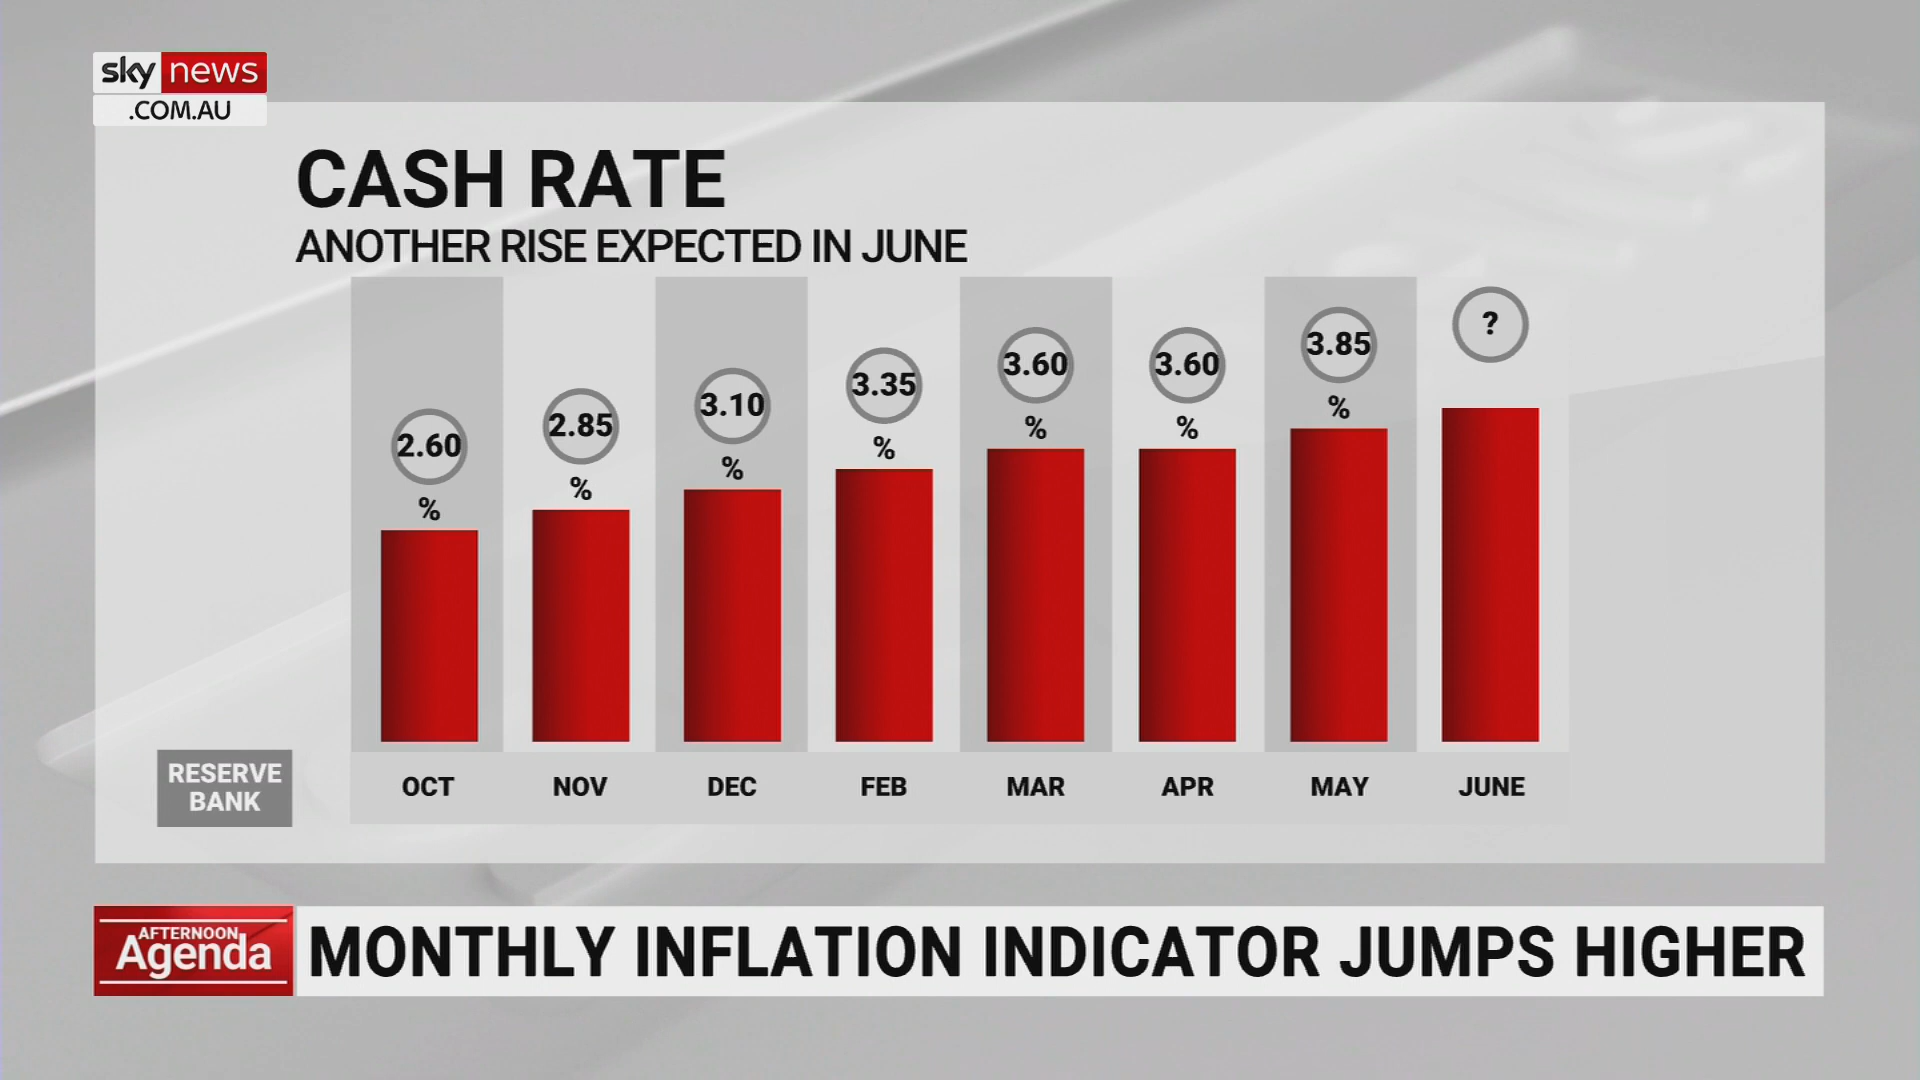 sky news
.COM.AU
CASH RATE
ANOTHER RISE EXPECTED IN JUNE
2.60
%
2.85
%
3.10
%
3.35
%
3.60
%
3.60
%
3.85
%
?
OCT NOV DEC FEB MAR APR MAY JUNE
RESERVE
BANK
AFTERNOON
Agenda
MONTHLY INFLATION INDICATOR JUMPS HIGHER